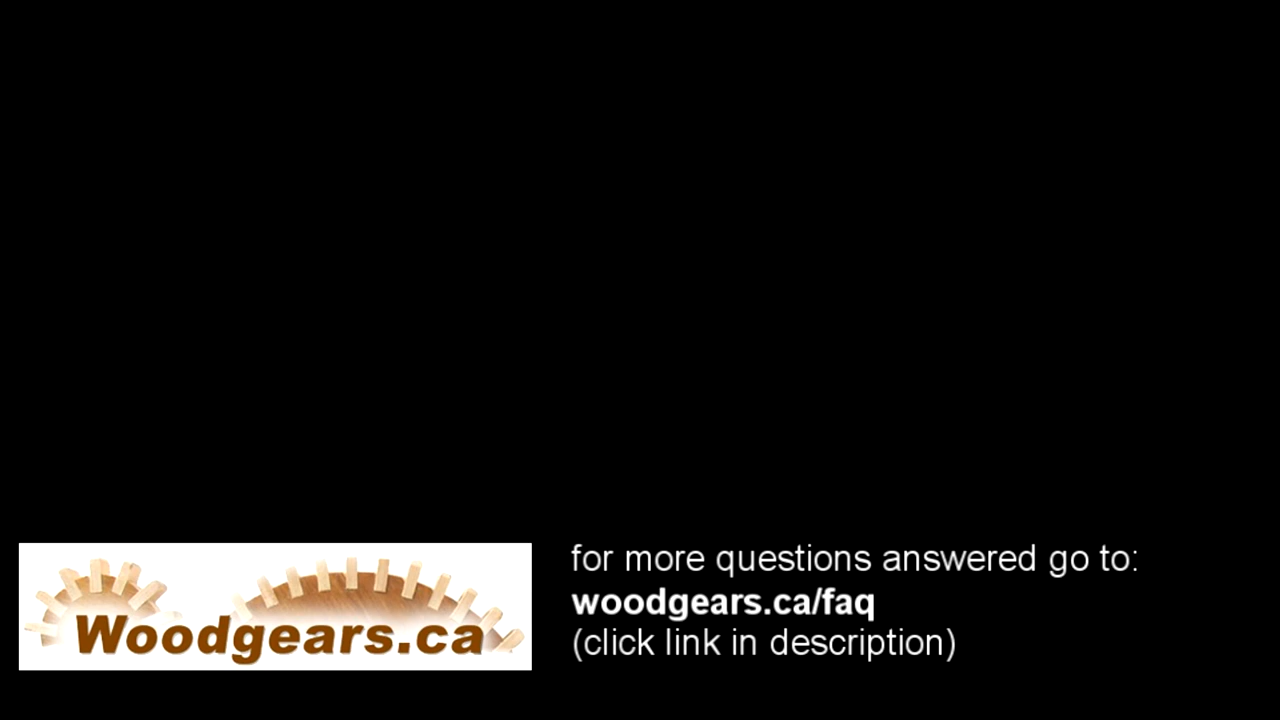 Woodgears.ca
for more questions answered go to:
woodgears.ca/faq
(click link in description)